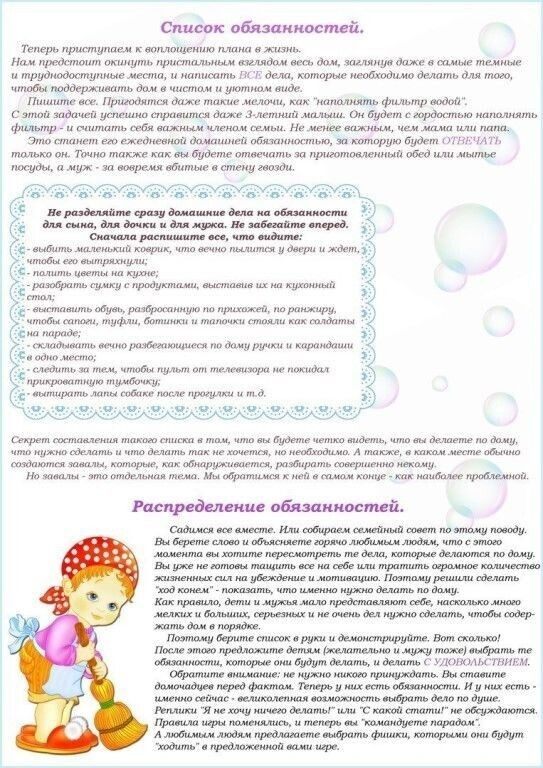 Список обязанностей.
Теперь приступаем к воплощению плана в жизнь.
Нам предстоит окинуть пристальным взглядом весь дом, заглянув даже в самые темные
и труднодоступные места, и написать ВСЕ дела, которые необходимо делать для того,
чтобы поддерживать дом в чистом и уютном виде.
Пишите все. Пригодятся даже такие мелочи, как "наполнять фильтр водой".
С этой задачей успешно справится даже 3-летний малыш. Он будет с гордостью наполнять
фильтр - и считать себя важным членом семьи. Не менее важным, чем мама или папа.
Это станет его ежедневной домашней обязанностью, за которую будет ОТВЕЧАТЬ
только он. Точно также как вы будете отвечать за приготовленный обед или мытье
посуды, а муж - за вовремя вбитые в стену гвозди.
Не разделяйте сразу домашние дела на обязанности
для сына, для дочки и для мужа. Не забегайте вперед.
Сначала распишите все, что видите:
- выбить маленький коврик, что вечно пылится у двери и ждет,
чтобы его вытряхнули;
- полить цветы на кухне;
- разобрать сумку с продуктами, выставив их на кухонный
стол;
- выставить обувь, разбросанную по прихожей, по ранжиру,
чтобы сапоги, туфли, ботинки и тапочки стояли как солдаты
на параде;
- складывать вечно разбегающиеся по дому ручки и карандаши
в одно место;
- следить за тем, чтобы пульт от телевизора не покидал
прикроватную тумбочку;
- вытирать лапы собаке после прогулки и т.д.
Секрет составления такого списка в том, что вы будете четко видеть, что вы делаете по дому,
что нужно сделать и что делать так не хочется, но необходимо. А также, в каком месте обычно
создаются завалы, которые, как обнаруживается, разбирать совершенно некому.
Но завалы - это отдельная тема. Мы обратимся к ней в самом конце - как наиболее проблемной.
Распределение обязанностей.
Садимся все вместе. Или собираем семейный совет по этому поводу.
Вы берете слово и объясняете горячо любимым людям, что с этого
момента вы хотите пересмотреть те дела, которые делаются по дому.
Вы уже не готовы тащить все на себе или тратить огромное количество
жизненных сил на убеждение и мотивацию. Поэтому решили сделать
"ход конем" - показать, что именно нужно делать по дому.
Как правило, дети и мужья мало представляют себе, насколько много
мелких и больших, серьезных и не очень дел нужно сделать, чтобы содер-
жать дом в порядке.
Поэтому берите список в руки и демонстрируйте. Вот сколько!
После этого предложите детям (желательно и мужу тоже) выбрать те
обязанности, которые они будут делать, и делать С УДОВОЛЬСТВИЕМ.
Обратите внимание: не нужно никого принуждать. Вы ставите
домочадцев перед фактом. Теперь у них есть обязанности. И у них есть -
именно сейчас - великолепная возможность выбрать дело по душе.
Реплики "Я не хочу ничего делать!" или "С какой стати!" не обсуждаются.
Правила игры поменялись, и теперь вы "командуете парадом".
А любимым людям предлагаете выбрать фишки, которыми они будут
"ходить" в предложенной вами игре.